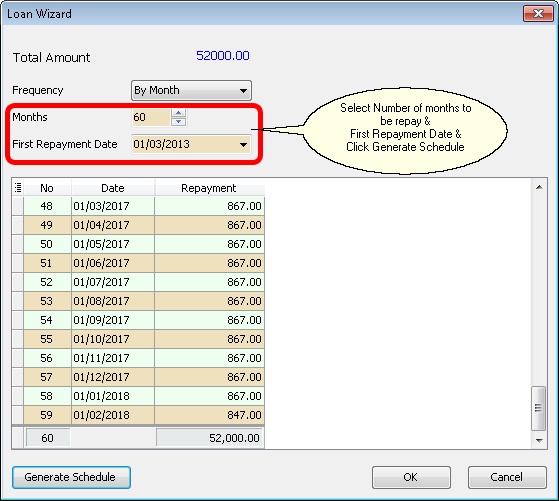 Loan Wizard
Total Amount 52000.00
Frequency By Month
Months 60
First Repayment Date 01/03/2013
Select Number of months to
be repay &
First Repayment Date &
Click Generate Schedule
No Date Repayment
48 01/03/2017 867.00
49 01/04/2017 867.00
50 01/05/2017 867.00
51 01/06/2017 867.00
52 01/07/2017 867.00
53 01/08/2017 867.00
54 01/09/2017 867.00
55 01/10/2017 867.00
56 01/11/2017 867.00
57 01/12/2017 867.00
58 01/01/2018 867.00
59 01/02/2018 847.00
60 52,000.00
Generate Schedule OK Cancel